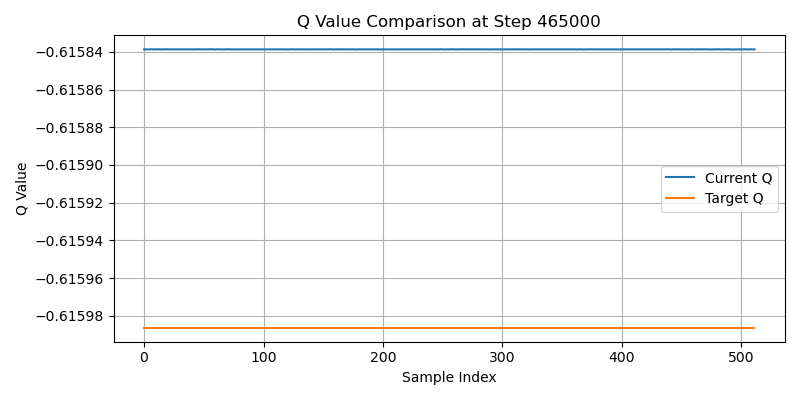 Q Value Comparison at Step 465000
Q Value
−0.61584
−0.61586
−0.61588
−0.61590
−0.61592
−0.61594
−0.61596
−0.61598
Current Q
Target Q
0 100 200 300 400 500
Sample Index